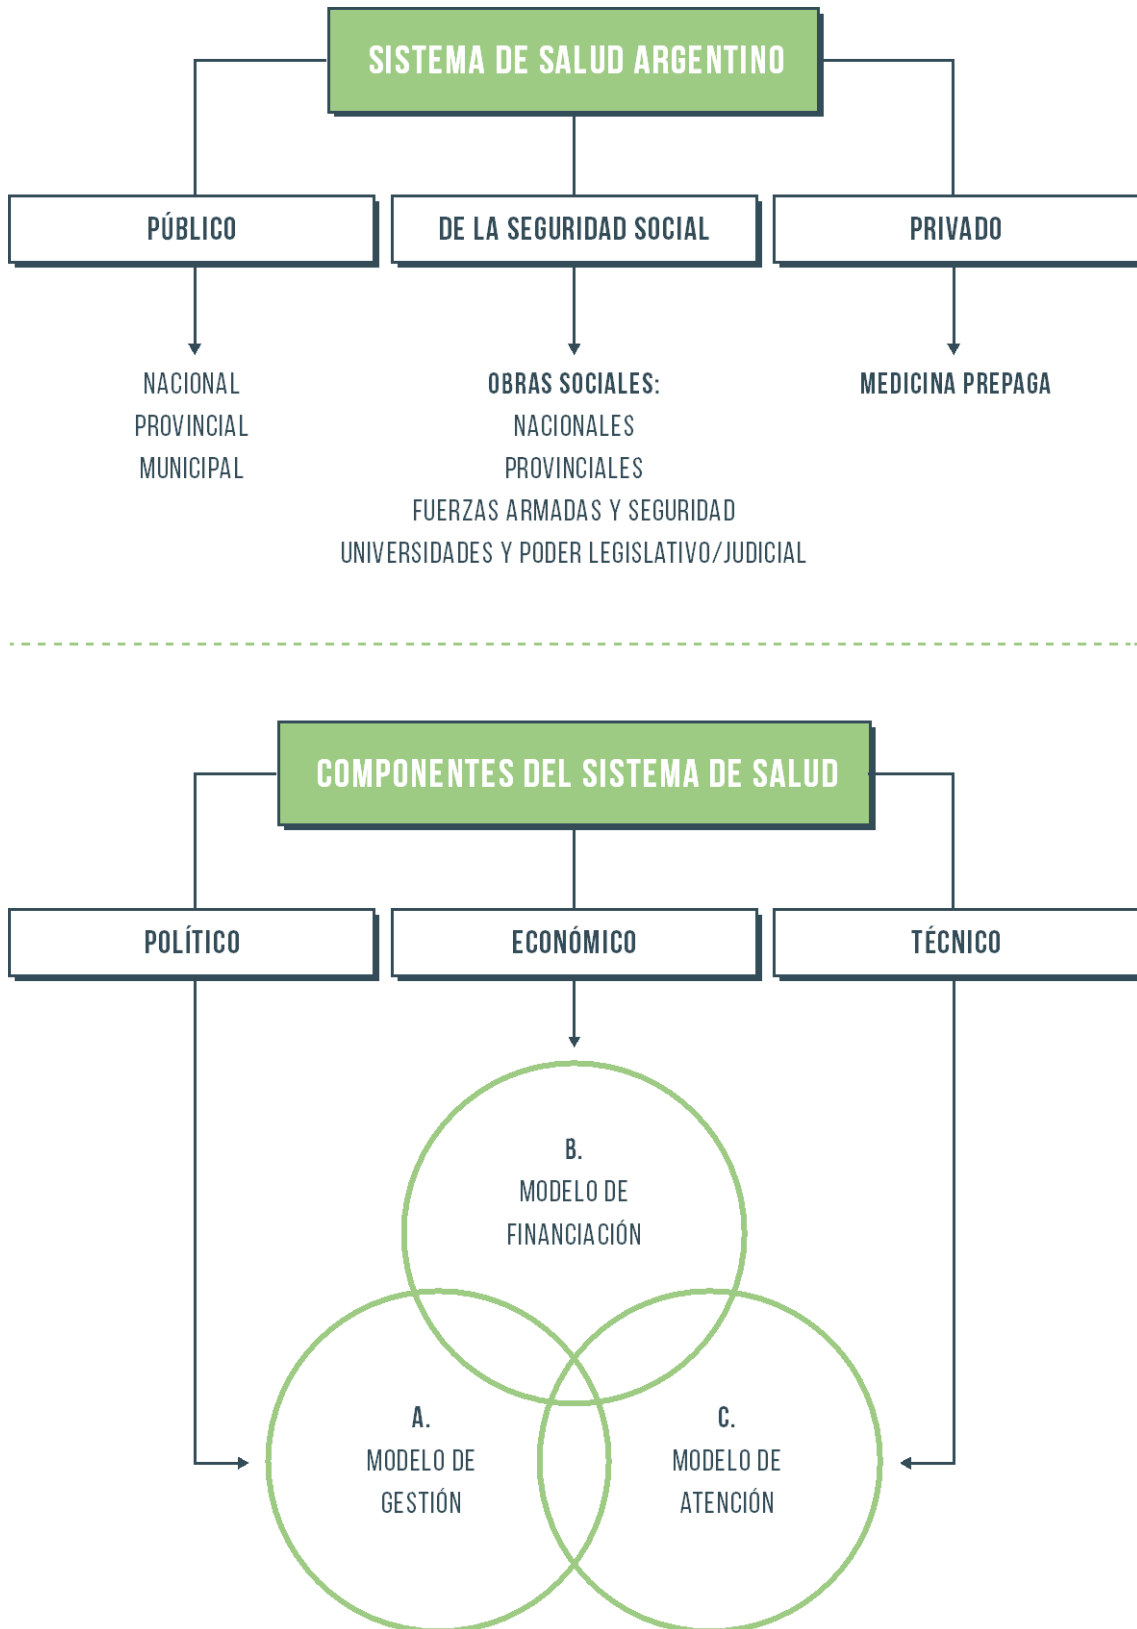 SISTEMA DE SALUD ARGENTINO
PÚBLICO
DE LA SEGURIDAD SOCIAL
PRIVADO
NACIONAL
PROVINCIAL
MUNICIPAL
OBRAS SOCIALES:
NACIONALES
PROVINCIALES
FUERZAS ARMADAS Y SEGURIDAD
UNIVERSIDADES Y PODER LEGISLATIVO/JUDICIAL
MEDICINA PREPAGA
COMPONENTES DEL SISTEMA DE SALUD
POLÍTICO
ECONÓMICO
TÉCNICO
B.
MODELO DE
FINANCIACIÓN
A.
MODELO DE
GESTIÓN
C.
MODELO DE
ATENCIÓN